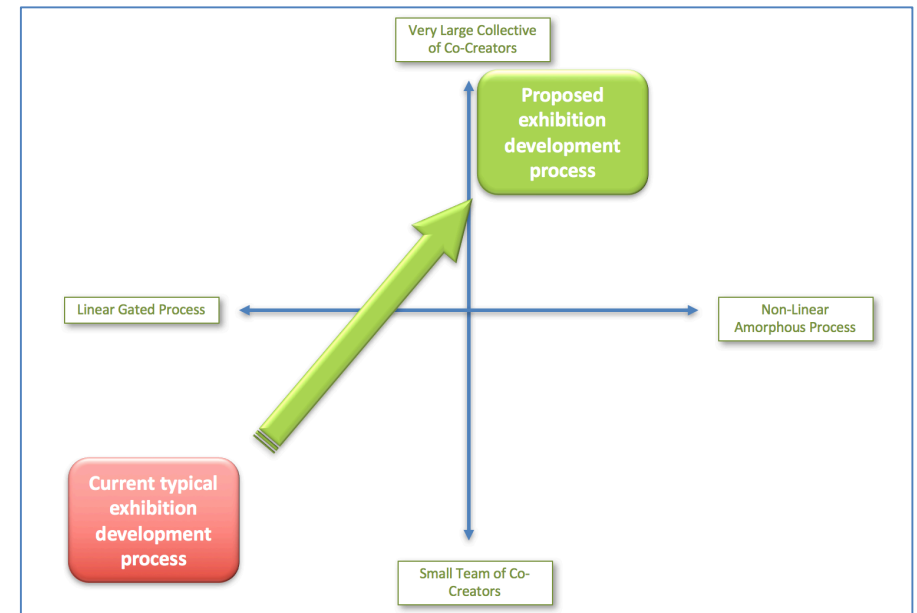 Very Large Collective
of Co-Creators
Proposed
exhibition
development
process
Linear Gated Process
Non-Linear
Amorphous Process
Current typical
exhibition
development
process
Small Team of Co-
Creators